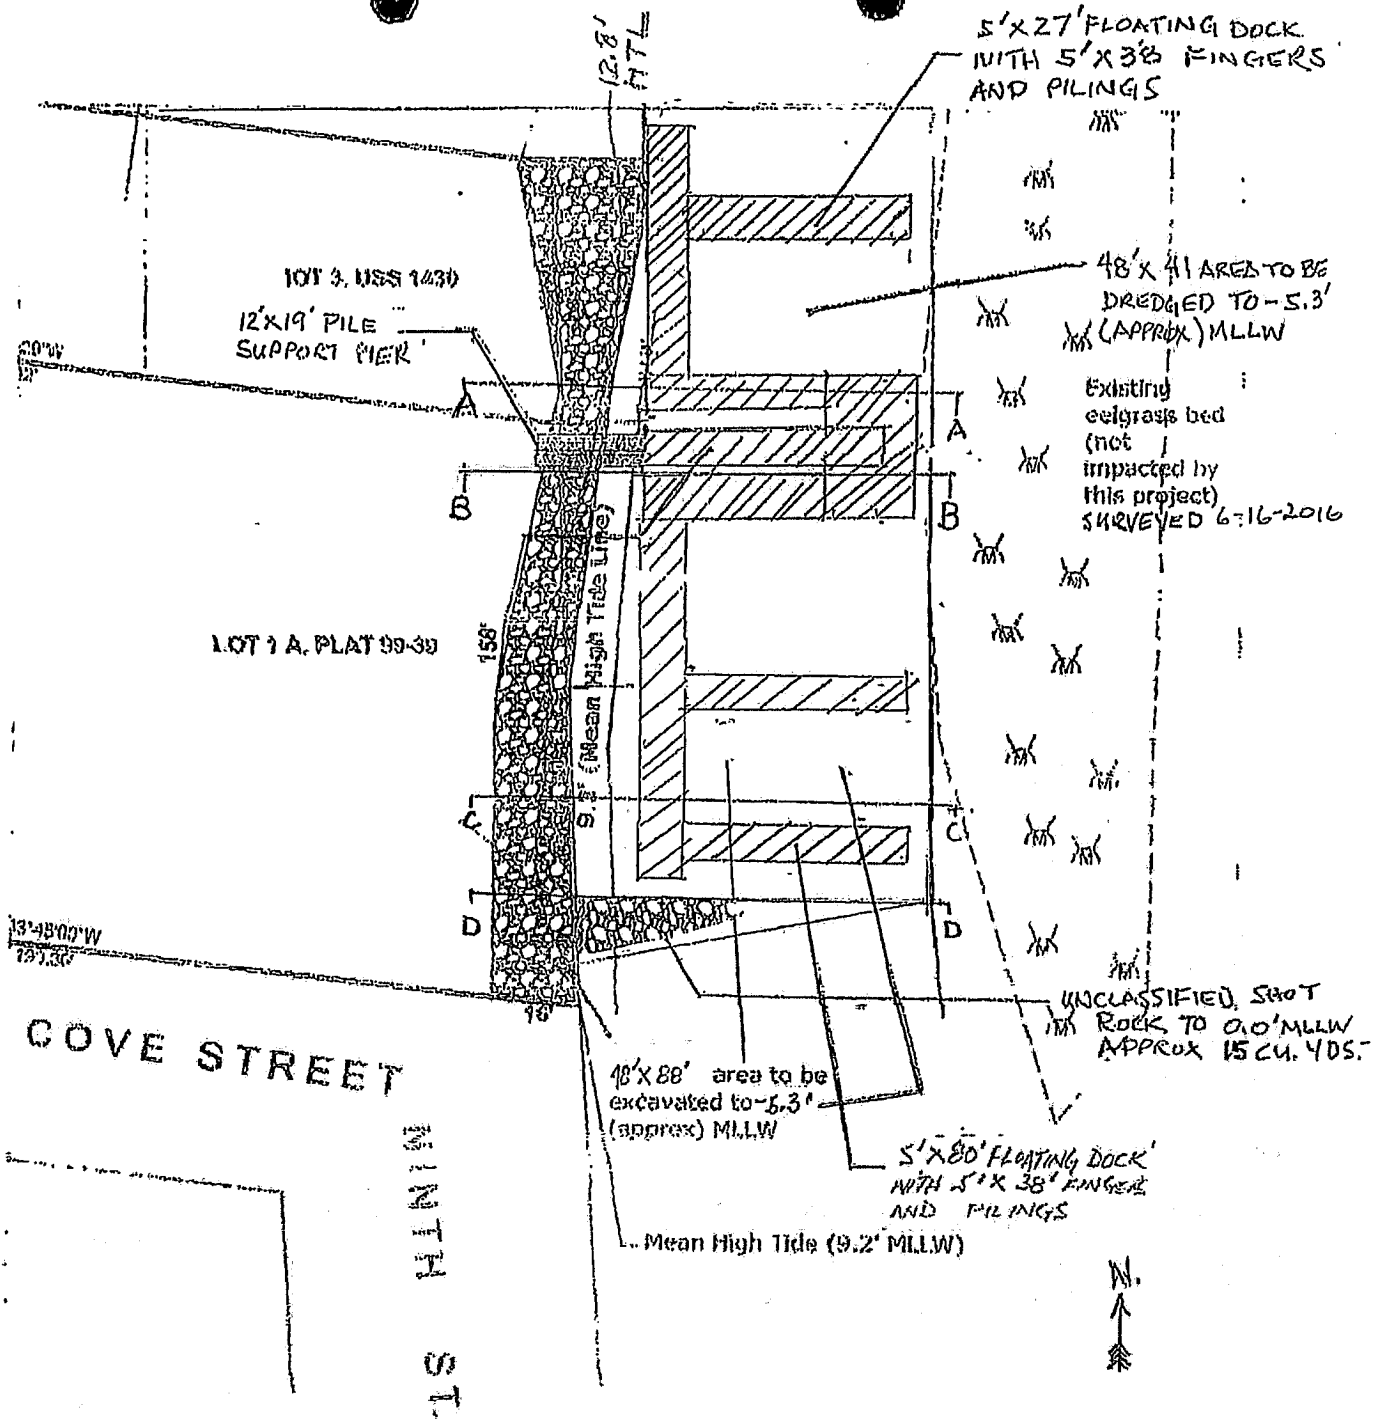 12.8'
HTL
5'X27' FLOATING DOCK
WITH 5'X38 FINGERS
AND PILINGS
LOT 3, USS 1430
12'X19' PILE
SUPPORT PIER
48'X 41 AREA TO BE
DREDGED TO -5.3'
(APPROX) MLLW
Existing
eelgrass bed
(not
impacted by
this project)
SURVEYED 6-16-2016
A
A
B
B
LOT 1 A, PLAT 99-39
158'
(Mean High Tide Line)
C
C
D
D
13°48'00"W
COVE STREET
UNCLASSIFIED SHOT
ROCK TO 0.0' MLLW
APPROX 15 CU. YDS.
48'X 88' area to be
excavated to -5.3'
(approx) MLLW
5'X80' FLOATING DOCK
WITH 5'X 38' FINGERS
AND PILINGS
Mean High Tide (9.2' MLLW)
NINTH ST.
N.